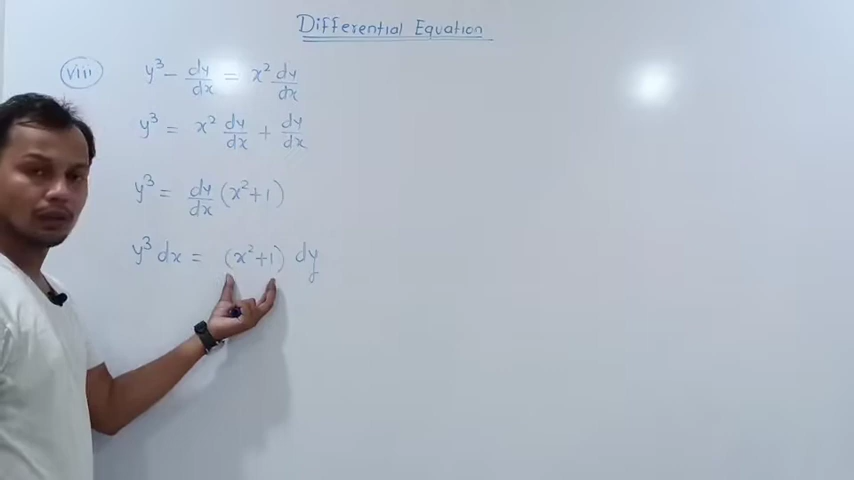 Differential Equation
viii y³ - dy/dx = x² dy/dx
y³ = x² dy/dx + dy/dx
y³ = dy/dx (x²+1)
y³ dx = (x²+1) dy